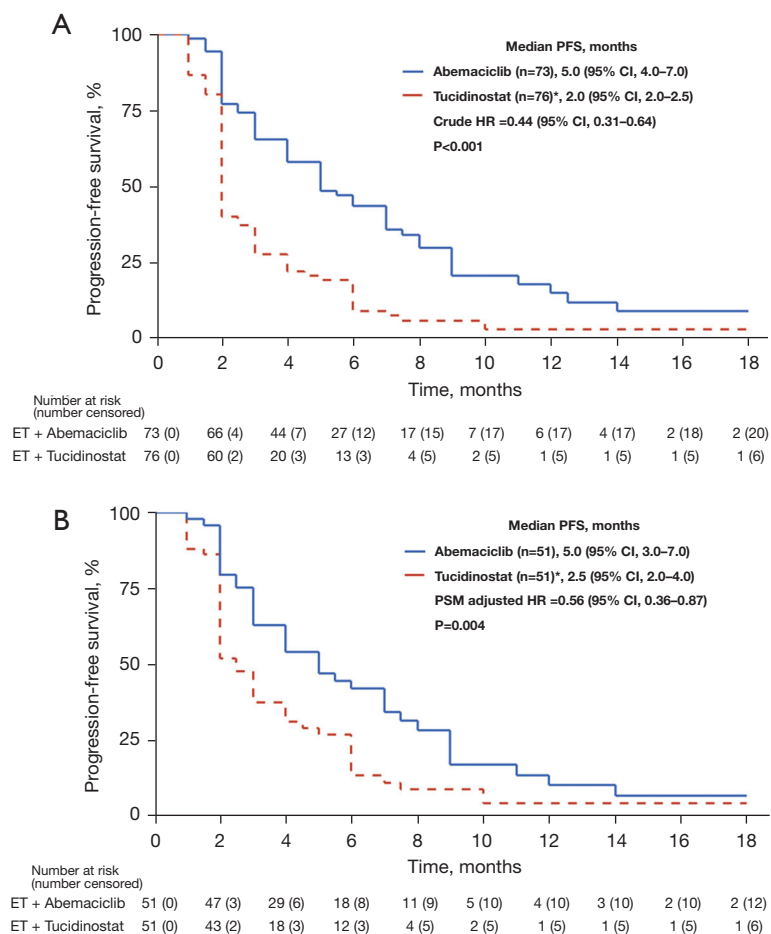 A
Progression-free survival, %
100
75
50
25
0
Median PFS, months
Abemaciclib (n=73), 5.0 (95% CI, 4.0–7.0)
Tucidinostat (n=76)*, 2.0 (95% CI, 2.0–2.5)
Crude HR =0.44 (95% CI, 0.31–0.64)
P<0.001
0 2 4 6 8 10 12 14 16 18
Time, months
Number at risk
(number censored)
ET + Abemaciclib 73 (0) 66 (4) 44 (7) 27 (12) 17 (15) 7 (17) 6 (17) 4 (17) 2 (18) 2 (20)
ET + Tucidinostat 76 (0) 60 (2) 20 (3) 13 (3) 4 (5) 2 (5) 1 (5) 1 (5) 1 (5) 1 (6)
B
Progression-free survival, %
100
75
50
25
0
Median PFS, months
Abemaciclib (n=51), 5.0 (95% CI, 3.0–7.0)
Tucidinostat (n=51)*, 2.5 (95% CI, 2.0–4.0)
PSM adjusted HR =0.56 (95% CI, 0.36–0.87)
P=0.004
0 2 4 6 8 10 12 14 16 18
Time, months
Number at risk
(number censored)
ET + Abemaciclib 51 (0) 47 (3) 29 (6) 18 (8) 11 (9) 5 (10) 4 (10) 3 (10) 2 (10) 2 (12)
ET + Tucidinostat 51 (0) 43 (2) 18 (3) 12 (3) 4 (5) 2 (5) 1 (5) 1 (5) 1 (5) 1 (6)